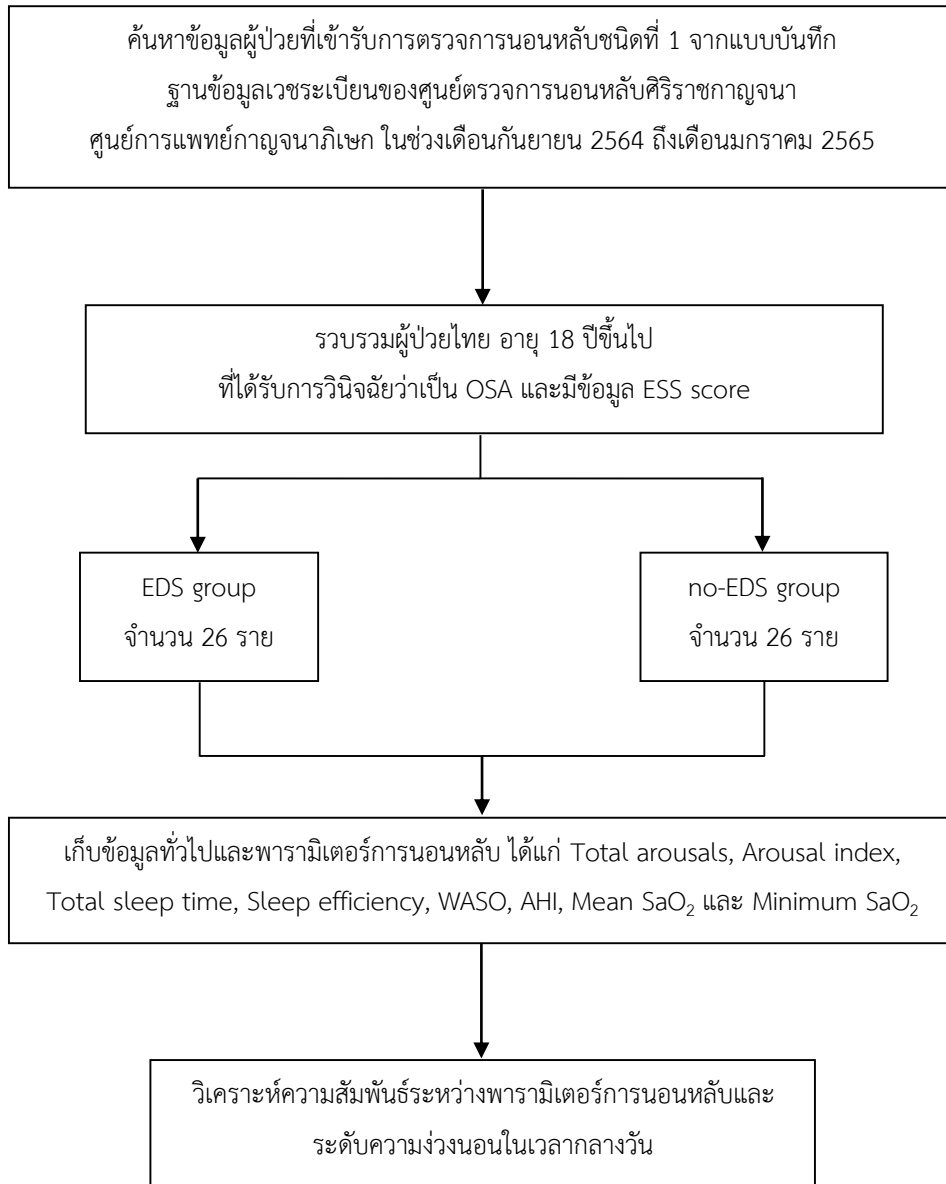 ค้นหาข้อมูลผู้ป่วยที่เข้ารับการตรวจการนอนหลับชนิดที่ 1 จากแบบบันทึก
ฐานข้อมูลเวชระเบียนของศูนย์ตรวจการนอนหลับศิริราชกาญจนา
ศูนย์การแพทย์กาญจนาภิเษก ในช่วงเดือนกันยายน 2564 ถึงเดือนมกราคม 2565
รวบรวมผู้ป่วยไทย อายุ 18 ปีขึ้นไป
ที่ได้รับการวินิจฉัยว่าเป็น OSA และมีข้อมูล ESS score
EDS group
จำนวน 26 ราย
no-EDS group
จำนวน 26 ราย
เก็บข้อมูลทั่วไปและพารามิเตอร์การนอนหลับ ได้แก่ Total arousals, Arousal index,
Total sleep time, Sleep efficiency, WASO, AHI, Mean SaO₂ และ Minimum SaO₂
วิเคราะห์ความสัมพันธ์ระหว่างพารามิเตอร์การนอนหลับและ
ระดับความง่วงนอนในเวลากลางวัน